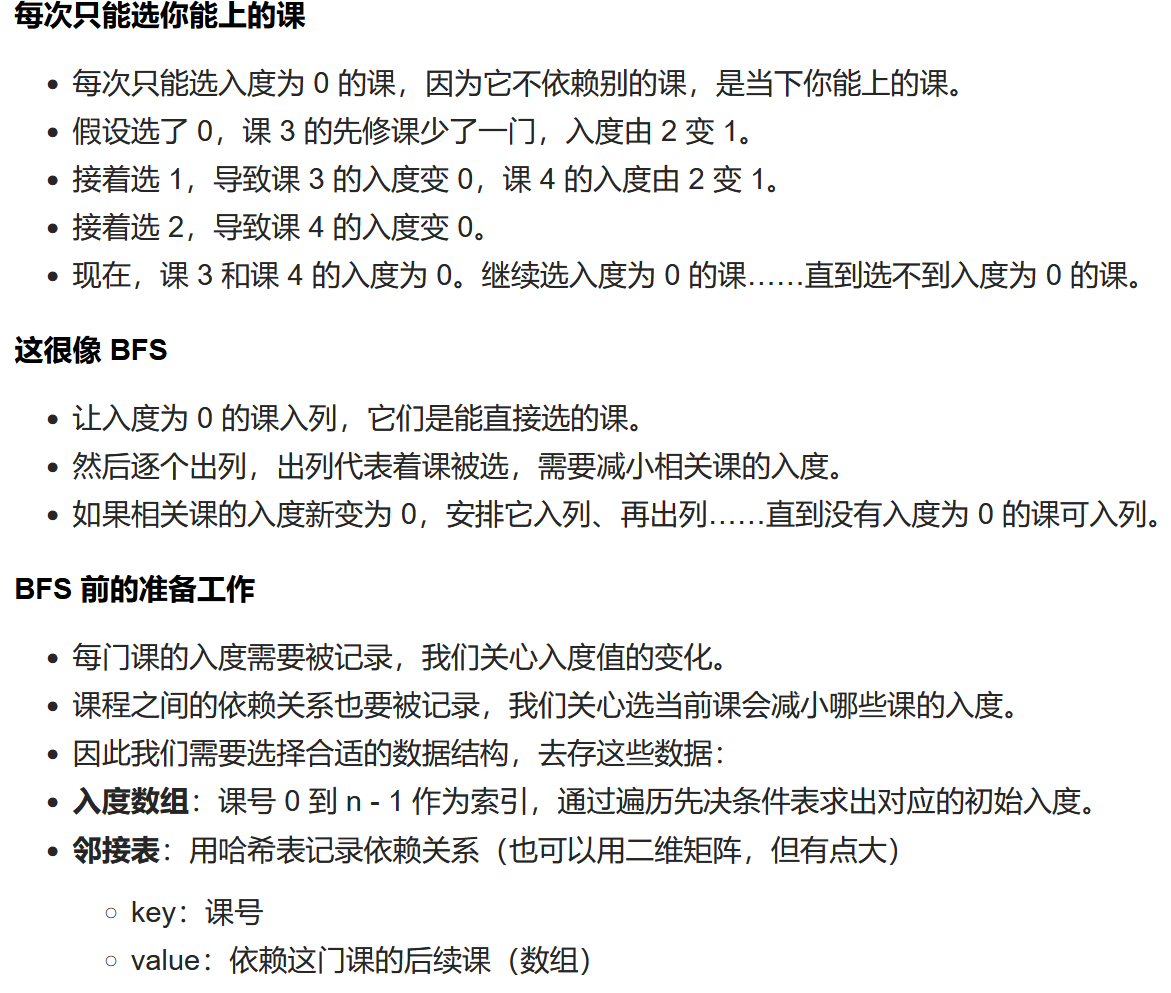 每次只能选你能上的课
• 每次只能选入度为 0 的课，因为它不依赖别的课，是当下你能上的课。
• 假设选了 0，课 3 的先修课少了一门，入度由 2 变 1。
• 接着选 1，导致课 3 的入度变 0，课 4 的入度由 2 变 1。
• 接着选 2，导致课 4 的入度变 0。
• 现在，课 3 和课 4 的入度为 0。继续选入度为 0 的课……直到选不到入度为 0 的课。
这很像 BFS
• 让入度为 0 的课入列，它们是能直接选的课。
• 然后逐个出列，出列代表着课被选，需要减小相关课的入度。
• 如果相关课的入度新变为 0，安排它入列、再出列……直到没有入度为 0 的课可入列。
BFS 前的准备工作
• 每门课的入度需要被记录，我们关心入度值的变化。
• 课程之间的依赖关系也要被记录，我们关心选当前课会减小哪些课的入度。
• 因此我们需要选择合适的数据结构，去存这些数据：
• 入度数组：课号 0 到 n - 1 作为索引，通过遍历先决条件表求出对应的初始入度。
• 邻接表：用哈希表记录依赖关系（也可以用二维矩阵，但有点大）
○ key：课号
○ value：依赖这门课的后续课（数组）